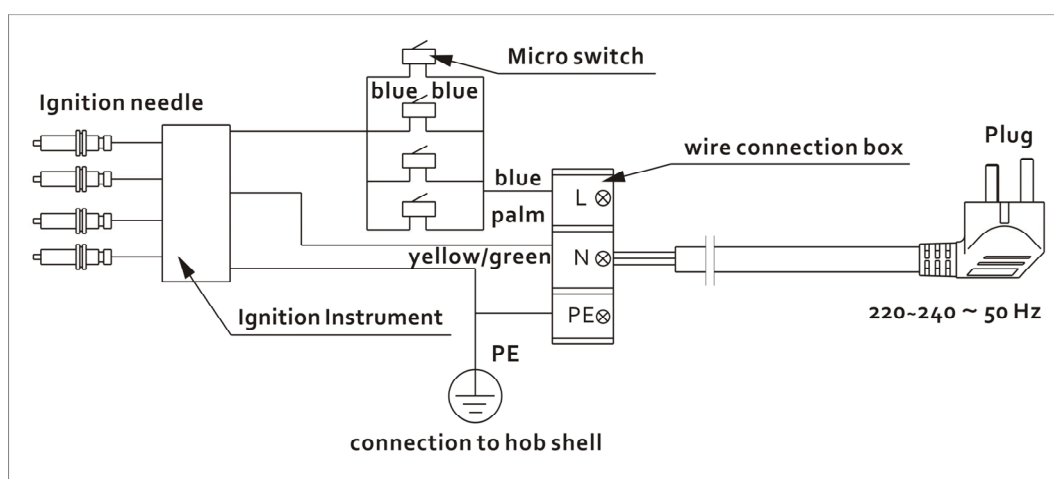 Micro switch
blue blue
Ignition needle
Plug
wire connection box
blue
L
palm
yellow/green
N
Ignition Instrument
PE
220~240 ~ 50 Hz
PE
connection to hob shell